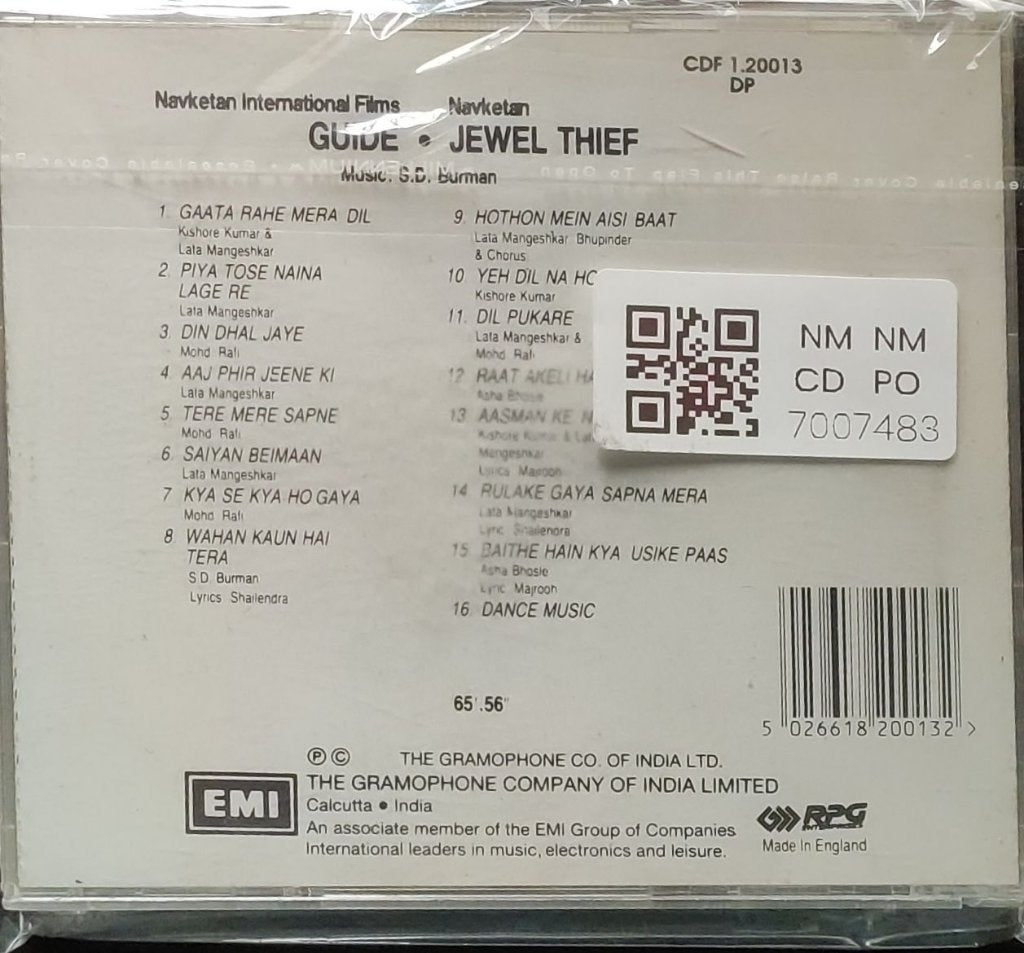 CDF 1.20013
DP
Navketan International Films Navketan
GUIDE • JEWEL THIEF
Music: S.D. Burman
1. GAATA RAHE MERA DIL
Kishore Kumar &
Lata Mangeshkar
2. PIYA TOSE NAINA
LAGE RE
Lata Mangeshkar
3. DIN DHAL JAYE
Mohd Rafi
4. AAJ PHIR JEENE KI
Lata Mangeshkar
5. TERE MERE SAPNE
Mohd Rafi
6. SAIYAN BEIMAAN
Lata Mangeshkar
7 KYA SE KYA HO GAYA
Mohd Rafi
8 WAHAN KAUN HAI
TERA
S.D. Burman
Lyrics Shailendra
9. HOTHON MEIN AISI BAAT
Lata Mangeshkar Bhupinder
& Chorus
10. YEH DIL NA HO
Kishore Kumar
11. DIL PUKARE
Lata Mangeshkar &
Mohd Rafi
12 RAAT AKELI HA
Asha Bhosle
13 AASMAN KE N
Kishore Kumar & Lata
Mangeshkar
Lyrics Majrooh
14 RULAKE GAYA SAPNA MERA
Lata Mangeshkar
Lyric Shailendra
15 BAITHE HAIN KYA USIKE PAAS
Asha Bhosle
Lyric Majrooh
16. DANCE MUSIC
NM NM
CD PO
7007483
65'.56"
5 026618 200132 >
Ⓟ © THE GRAMOPHONE CO. OF INDIA LTD.
EMI
THE GRAMOPHONE COMPANY OF INDIA LIMITED
Calcutta • India
An associate member of the EMI Group of Companies
International leaders in music, electronics and leisure.
RPG
Made In England